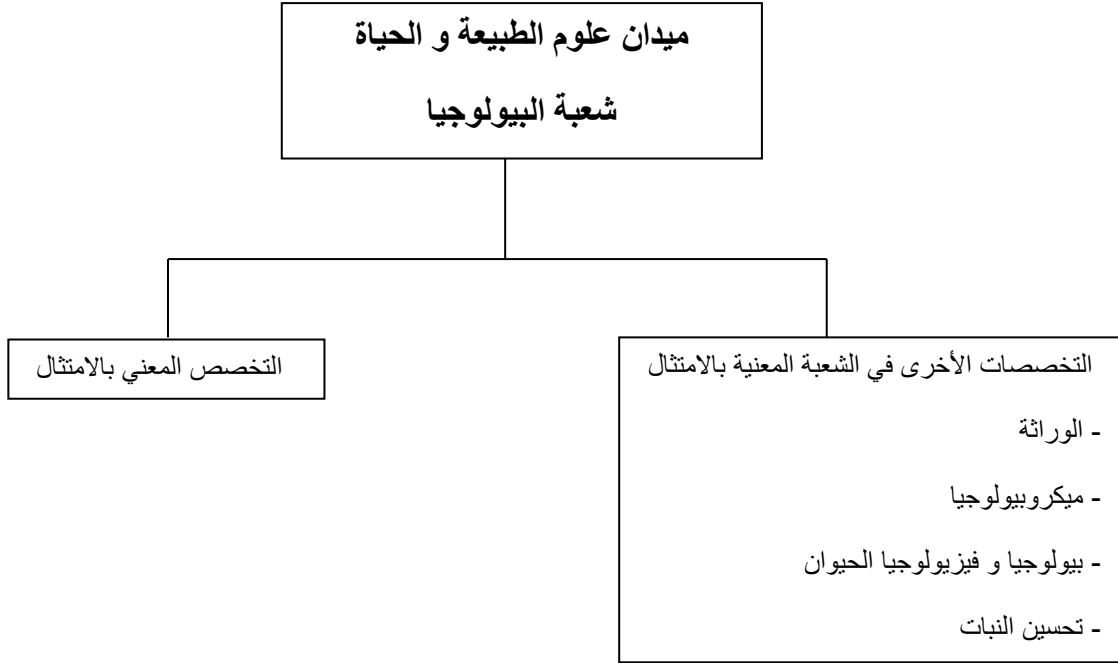 ميدان علوم الطبيعة و الحياة
شعبة البيولوجيا
التخصصات الأخرى في الشعبة المعنية بالامتثال
- الوراثة
- ميكروبيولوجيا
- بيولوجيا و فيزيولوجيا الحيوان
- تحسين النبات
التخصص المعني بالامتثال